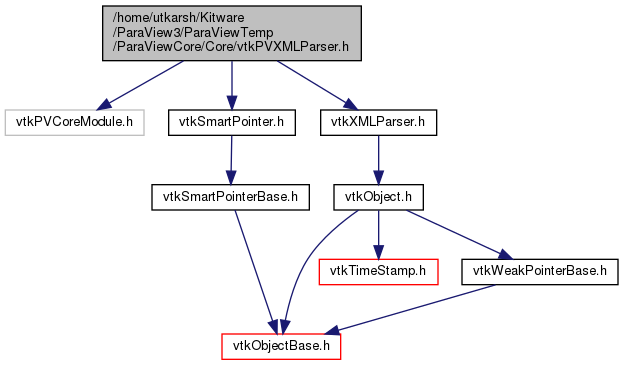 /home/utkarsh/Kitware
/ParaView3/ParaViewTemp
/ParaViewCore/Core/vtkPVXMLParser.h
vtkPVCoreModule.h
vtkSmartPointer.h
vtkXMLParser.h
vtkSmartPointerBase.h
vtkObject.h
vtkTimeStamp.h
vtkWeakPointerBase.h
vtkObjectBase.h